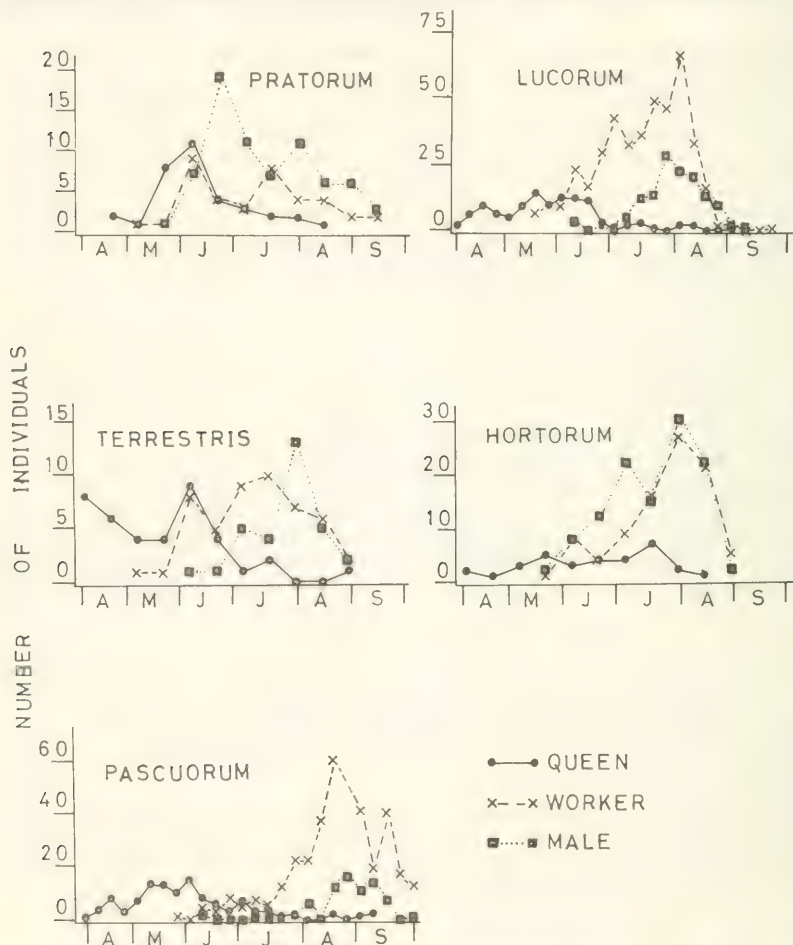 PRATORUM
20
15
10
5
0
A M J J A S
LUCORUM
75
50
25
0
A M J J A S
TERRESTRIS
15
10
5
0
A M J J A S
HORTORUM
30
20
10
0
A M J J A S
PASCUORUM
60
40
20
0
A M J J A S
NUMBER OF INDIVIDUALS
QUEEN
WORKER
MALE